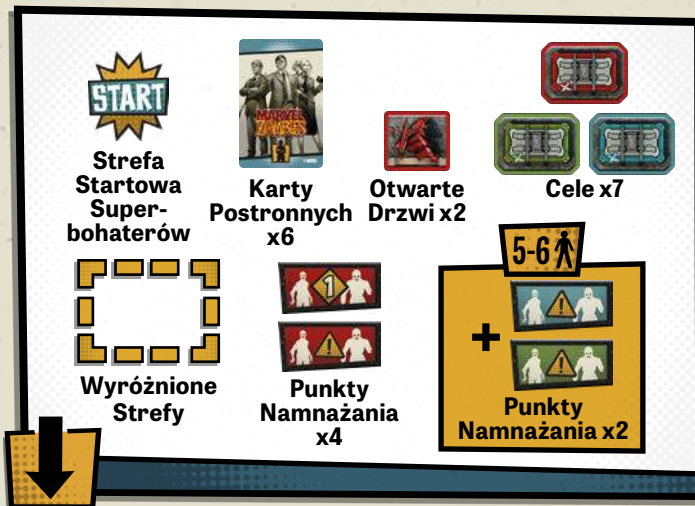 START
Strefa
Startowa
Super-
bohaterów
MARVEL
ZOMBIES
Karty
Postronnych
x6
Otwarte
Drzwi x2
Cele x7
Wyróżnione
Strefy
1
!
Punkty
Namnażania
x4
5-6
+
!
!
Punkty
Namnażania x2